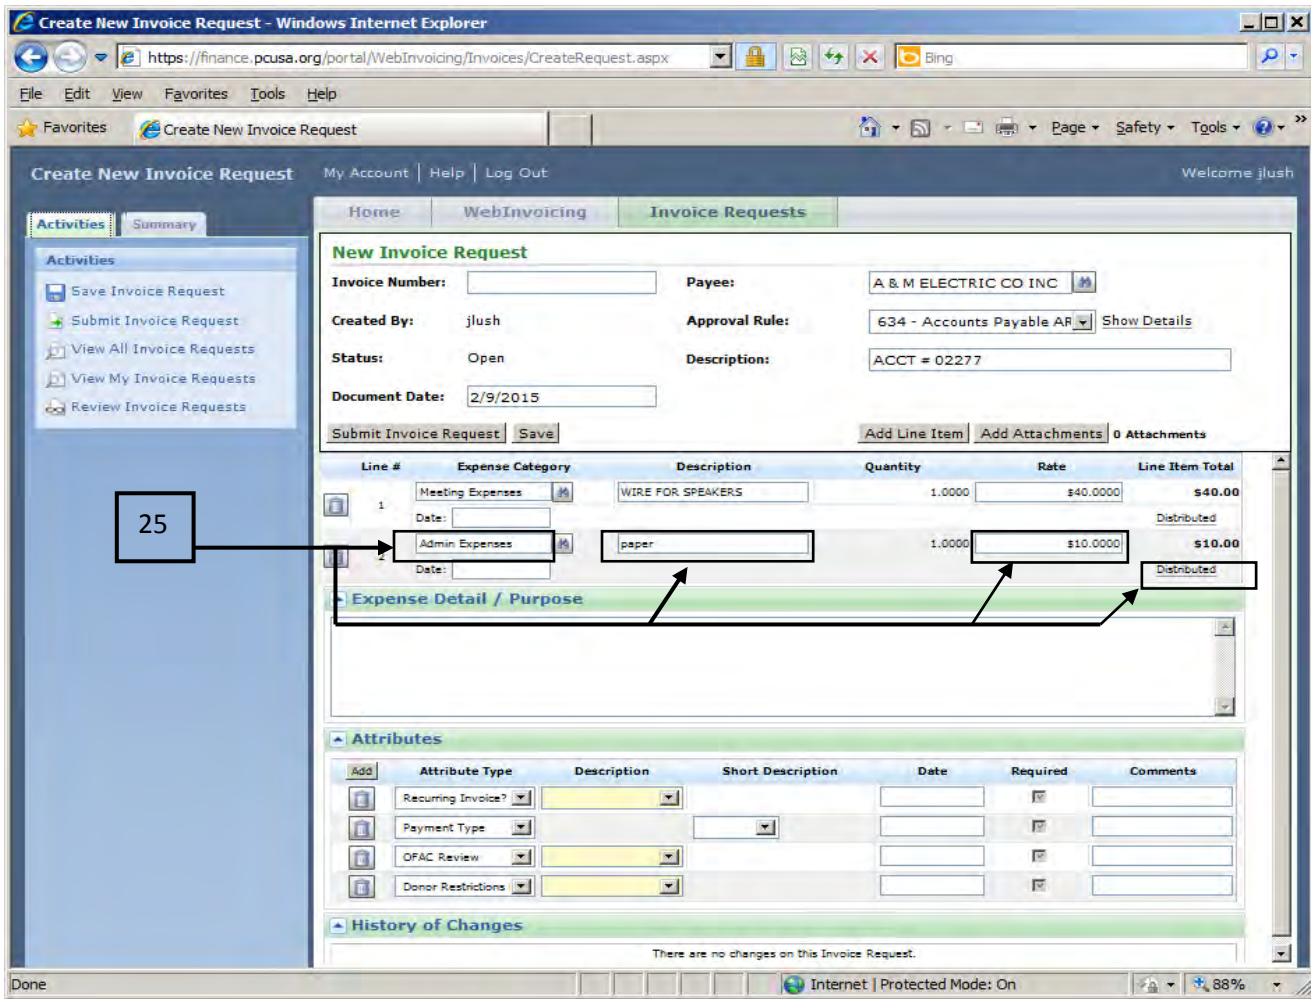 Create New Invoice Request - Windows Internet Explorer
https://finance.pcusa.org/portal/WebInvoicing/Invoices/CreateRequest.aspx
Bing
File Edit View Favorites Tools Help
Favorites Create New Invoice Request Page Safety Tools »
Create New Invoice Request My Account | Help | Log Out Welcome jlush
Home WebInvoicing Invoice Requests
Activities Summary
Activities
Save Invoice Request
Submit Invoice Request
View All Invoice Requests
View My Invoice Requests
Review Invoice Requests
New Invoice Request
Invoice Number: Payee: A & M ELECTRIC CO INC
Created By: jlush Approval Rule: 634 - Accounts Payable AR Show Details
Status: Open Description: ACCT # 02277
Document Date: 2/9/2015
Submit Invoice Request Save Add Line Item Add Attachments 0 Attachments
Line # Expense Category Description Quantity Rate Line Item Total
1 Meeting Expenses WIRE FOR SPEAKERS 1.0000 $40.0000 $40.00
Date: Distributed
25
2 Admin Expenses paper 1.0000 $10.0000 $10.00
Date: Distributed
Expense Detail / Purpose
Attributes
Add Attribute Type Description Short Description Date Required Comments
Recurring Invoice?
Payment Type
OFAC Review
Donor Restrictions
History of Changes
There are no changes on this Invoice Request.
Done Internet | Protected Mode: On 88%